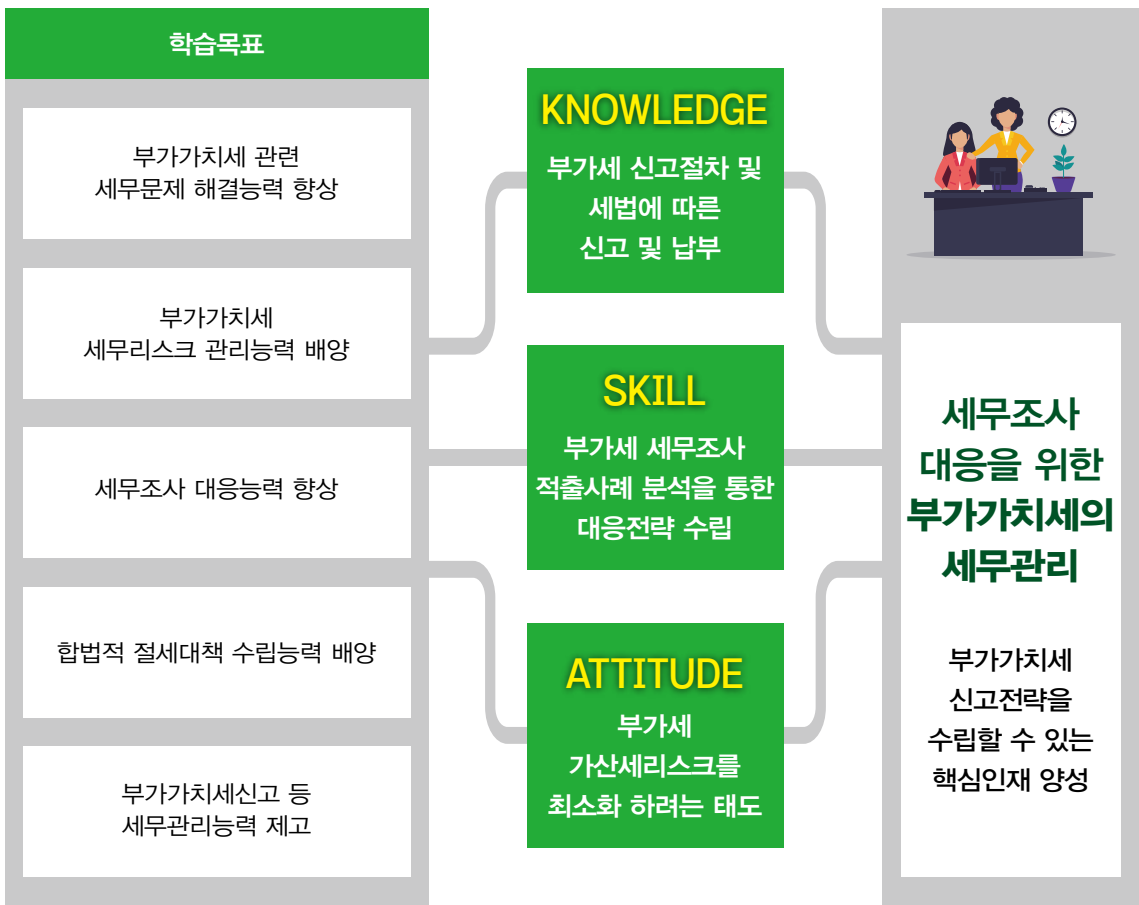 학습목표
부가가치세 관련
세무문제 해결능력 향상
부가가치세
세무리스크 관리능력 배양
세무조사 대응능력 향상
합법적 절세대책 수립능력 배양
부가가치세신고 등
세무관리능력 제고
KNOWLEDGE
부가세 신고절차 및
세법에 따른
신고 및 납부
SKILL
부가세 세무조사
적출사례 분석을 통한
대응전략 수립
ATTITUDE
부가세
가산세리스크를
최소화 하려는 태도
세무조사
대응을 위한
부가가치세의
세무관리
부가가치세
신고전략을
수립할 수 있는
핵심인재 양성